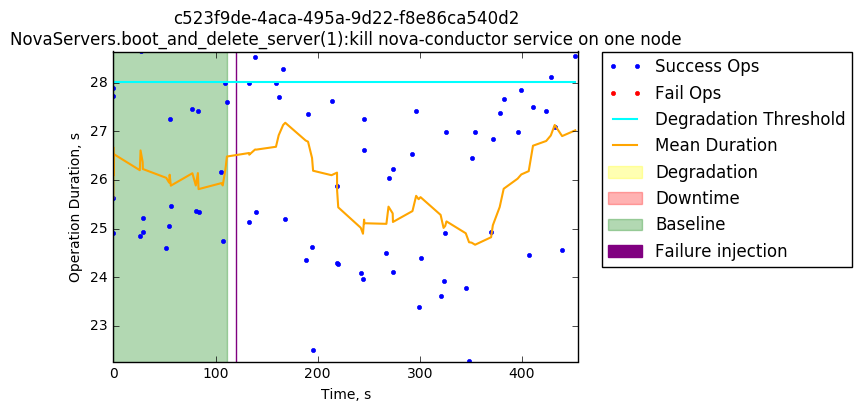 c523f9de-4aca-495a-9d22-f8e86ca540d2
NovaServers.boot_and_delete_server(1):kill nova-conductor service on one node
28
27
26
25
24
23
Operation Duration, s
0 100 200 300 400
Time, s
Success Ops
Fail Ops
Degradation Threshold
Mean Duration
Degradation
Downtime
Baseline
Failure injection